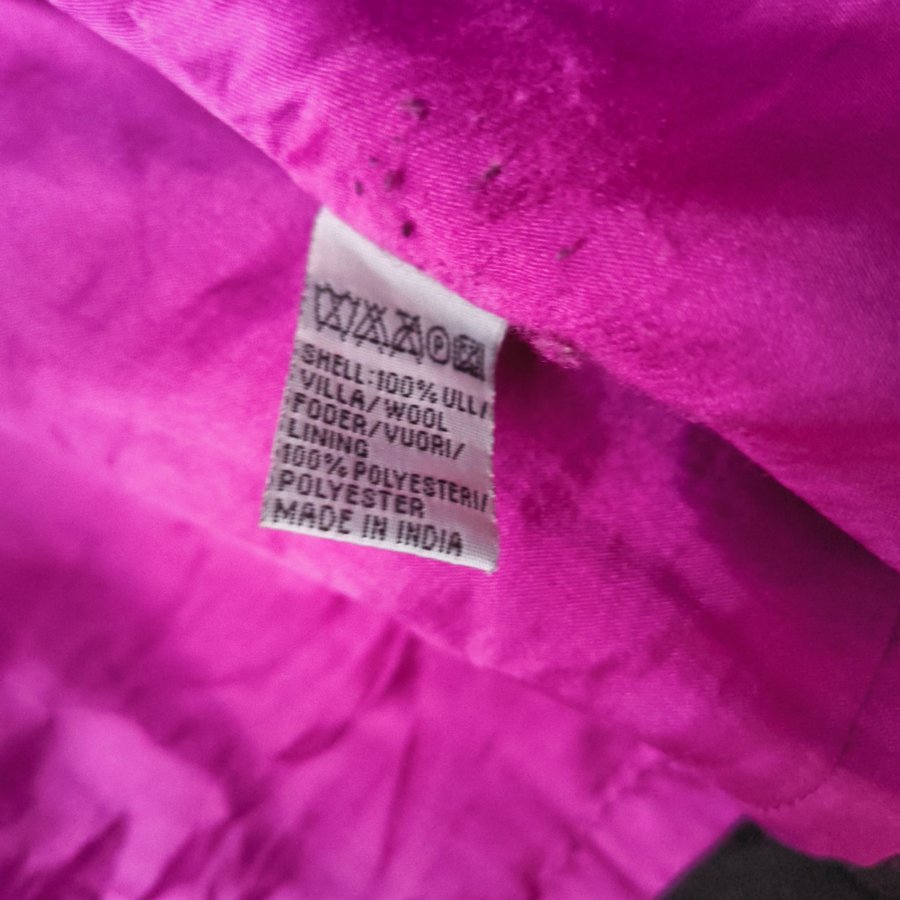 P
SHELL:100% ULL/
VILLA/WOOL
FODER/VUORI/
LINING
100% POLYESTERI/
POLYESTER
MADE IN INDIA